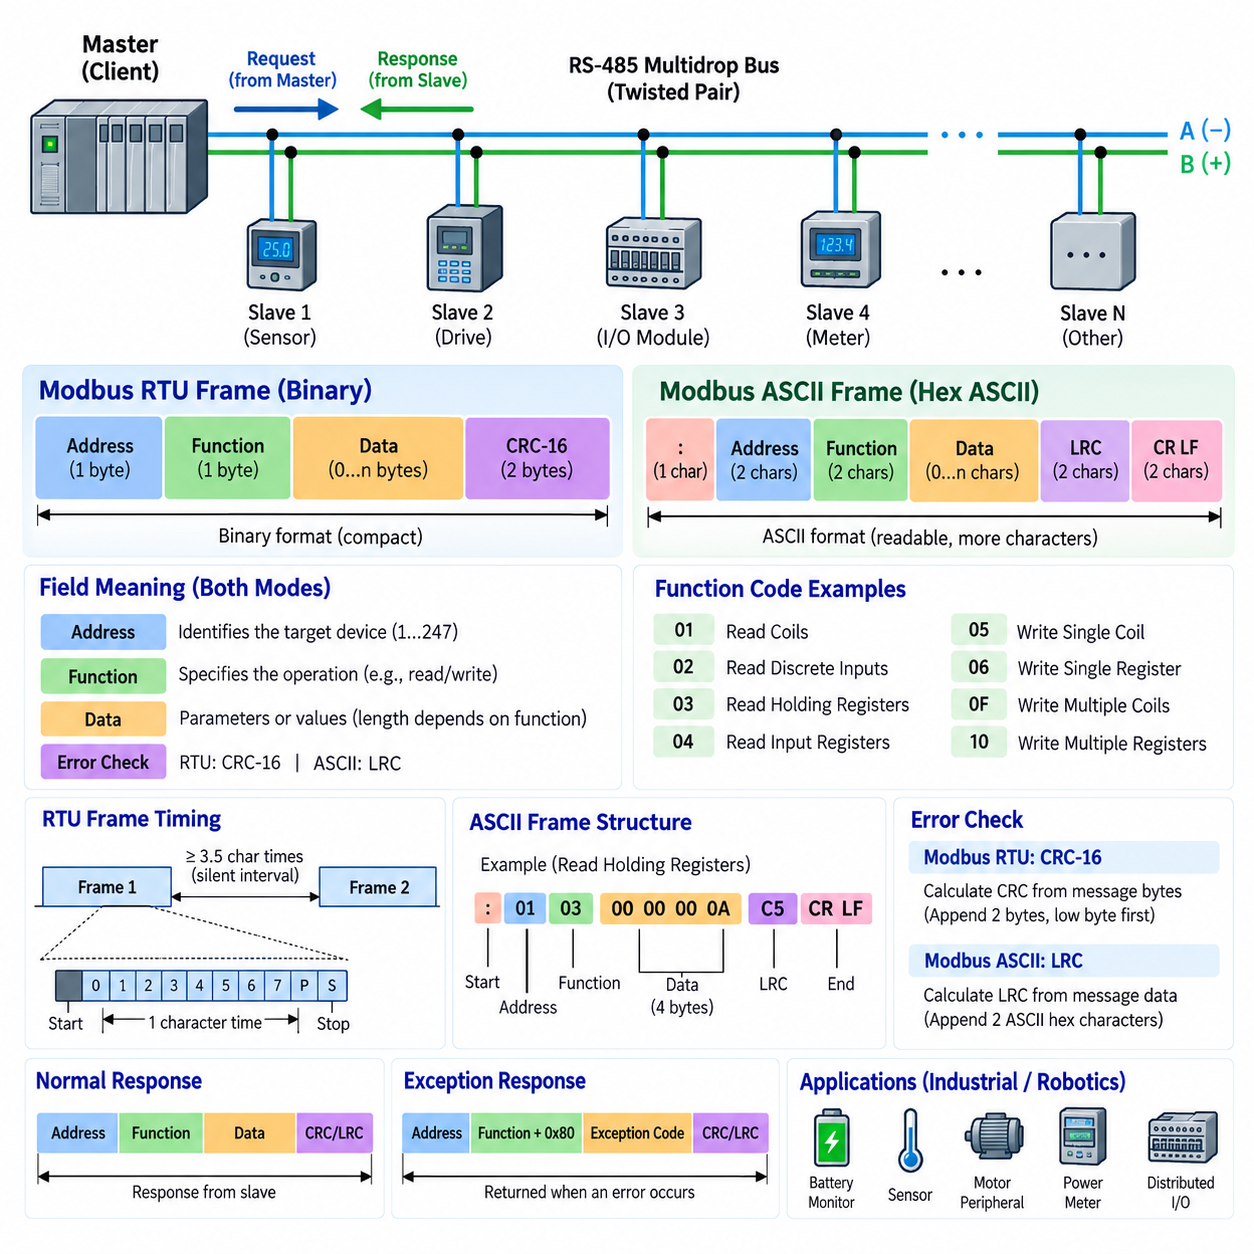 Master
(Client)
Request
(from Master)
Response
(from Slave)
RS-485 Multidrop Bus
(Twisted Pair)
A (−)
B (+)
25.0
123.4
Slave 1
(Sensor)
Slave 2
(Drive)
Slave 3
(I/O Module)
Slave 4
(Meter)
Slave N
(Other)
Modbus RTU Frame (Binary)
Address
(1 byte)
Function
(1 byte)
Data
(0...n bytes)
CRC-16
(2 bytes)
Binary format (compact)
Modbus ASCII Frame (Hex ASCII)
:
(1 char)
Address
(2 chars)
Function
(2 chars)
Data
(0...n chars)
LRC
(2 chars)
CR LF
(2 chars)
ASCII format (readable, more characters)
Field Meaning (Both Modes)
Address Identifies the target device (1...247)
Function Specifies the operation (e.g., read/write)
Data Parameters or values (length depends on function)
Error Check RTU: CRC-16 | ASCII: LRC
Function Code Examples
01 Read Coils
02 Read Discrete Inputs
03 Read Holding Registers
04 Read Input Registers
05 Write Single Coil
06 Write Single Register
0F Write Multiple Coils
10 Write Multiple Registers
RTU Frame Timing
≥ 3.5 char times
(silent interval)
Frame 1
Frame 2
0 1 2 3 4 5 6 7 P S
Start
1 character time
Stop
ASCII Frame Structure
Example (Read Holding Registers)
: 01 03 00 00 00 0A C5 CR LF
Start
Address
Function
Data
(4 bytes)
LRC
End
Error Check
Modbus RTU: CRC-16
Calculate CRC from message bytes
(Append 2 bytes, low byte first)
Modbus ASCII: LRC
Calculate LRC from message data
(Append 2 ASCII hex characters)
Normal Response
Address Function Data CRC/LRC
Response from slave
Exception Response
Address Function + 0x80 Exception Code CRC/LRC
Returned when an error occurs
Applications (Industrial / Robotics)
Battery
Monitor
Sensor
Motor
Peripheral
Power
Meter
Distributed
I/O